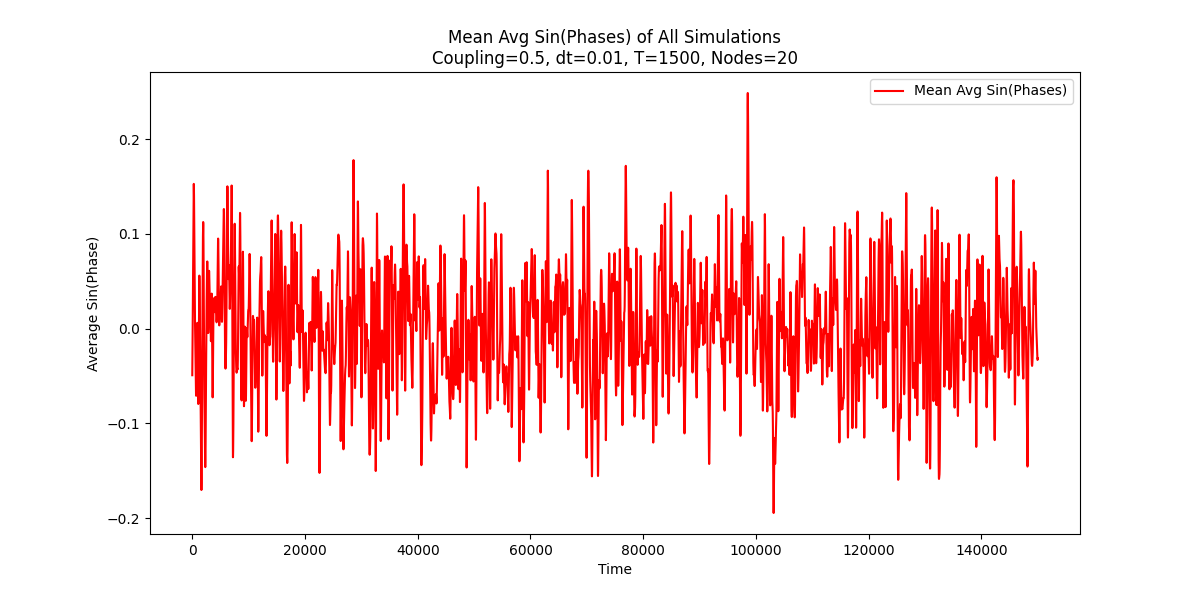 Mean Avg Sin(Phases) of All Simulations
Coupling=0.5, dt=0.01, T=1500, Nodes=20
Mean Avg Sin(Phases)
Average Sin(Phase)
0.2
0.1
0.0
−0.1
−0.2
0 20000 40000 60000 80000 100000 120000 140000
Time